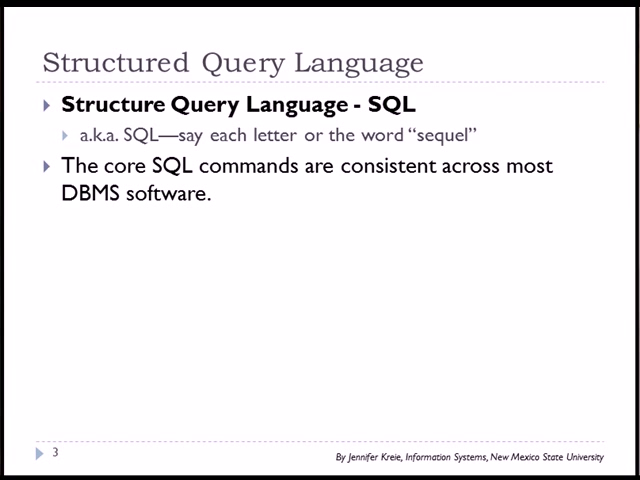 Structured Query Language
Structure Query Language - SQL
a.k.a. SQL—say each letter or the word “sequel”
The core SQL commands are consistent across most
DBMS software.
3
By Jennifer Kreie, Information Systems, New Mexico State University